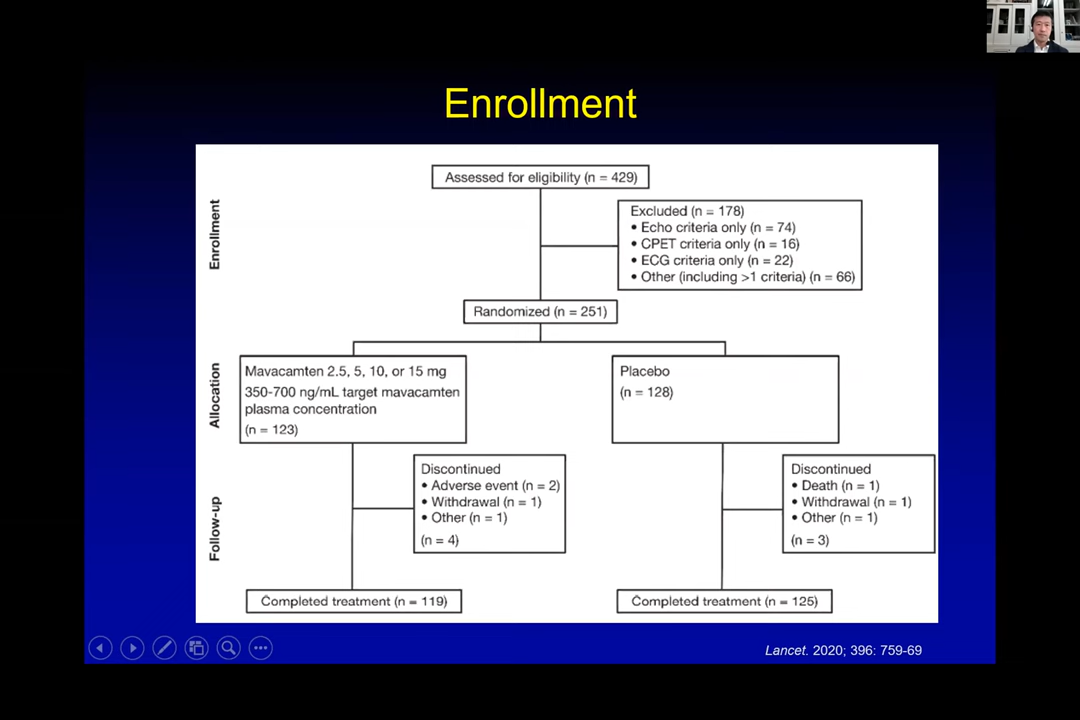 Enrollment
Assessed for eligibility (n = 429)
Enrollment
Excluded (n = 178)
• Echo criteria only (n = 74)
• CPET criteria only (n = 16)
• ECG criteria only (n = 22)
• Other (including >1 criteria) (n = 66)
Randomized (n = 251)
Allocation
Mavacamten 2.5, 5, 10, or 15 mg
350-700 ng/mL target mavacamten
plasma concentration
(n = 123)
Placebo
(n = 128)
Follow-up
Discontinued
• Adverse event (n = 2)
• Withdrawal (n = 1)
• Other (n = 1)
(n = 4)
Discontinued
• Death (n = 1)
• Withdrawal (n = 1)
• Other (n = 1)
(n = 3)
Completed treatment (n = 119)
Completed treatment (n = 125)
Lancet. 2020; 396: 759-69